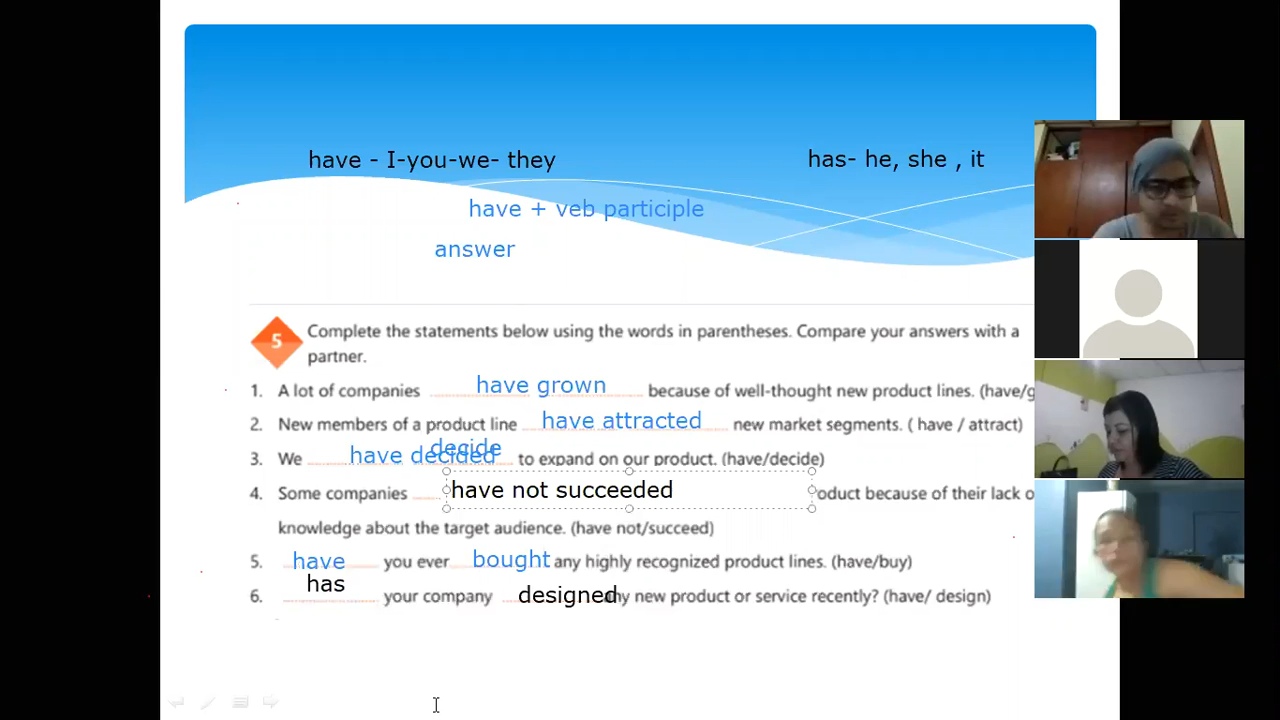 have - I-you-we- they
has- he, she , it
have + veb participle
answer
5
Complete the statements below using the words in parentheses. Compare your answers with a
partner.
1. A lot of companies have grown because of well-thought new product lines. (have/g
2. New members of a product line have attracted new market segments. ( have / attract)
decide
3. We have decided to expand on our product. (have/decide)
4. Some companies have not succeeded oduct because of their lack o
knowledge about the target audience. (have not/succeed)
5. have you ever bought any highly recognized product lines. (have/buy)
has
6. your company designed any new product or service recently? (have/ design)